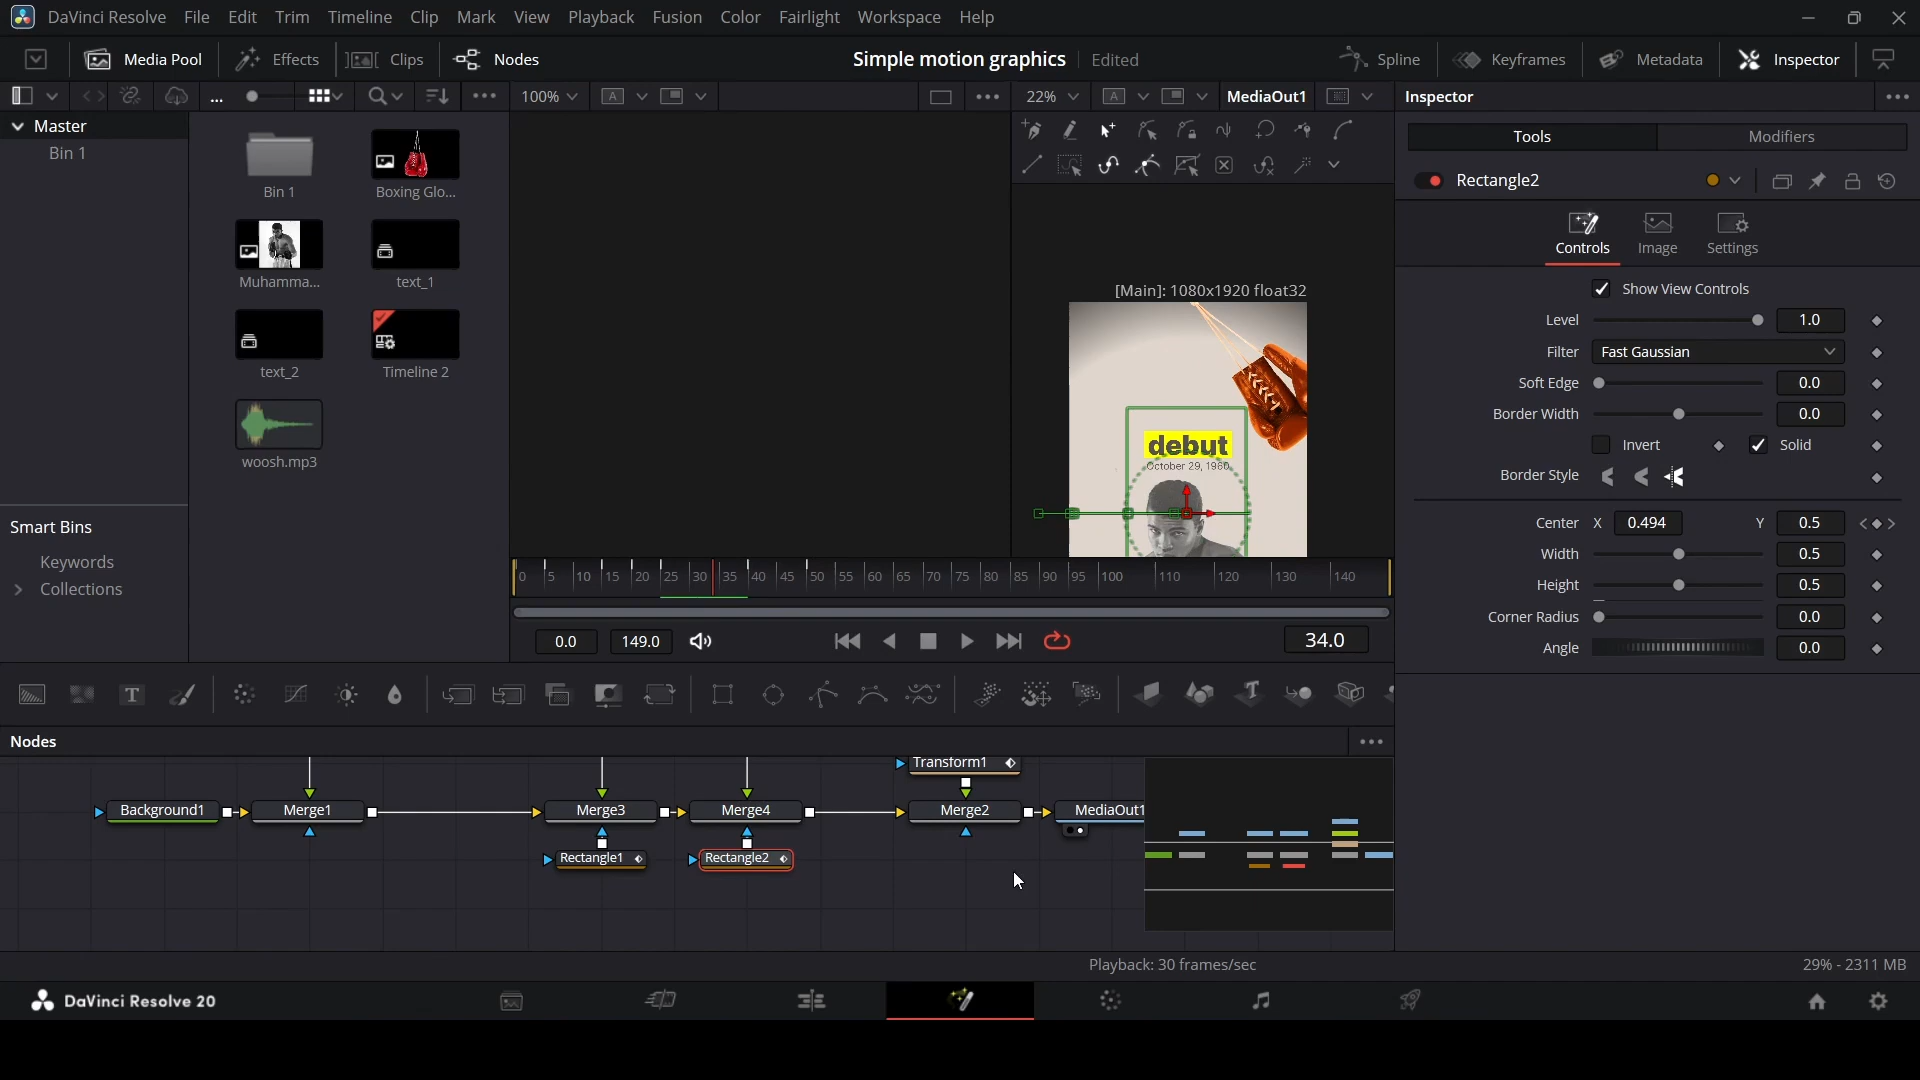 DaVinci Resolve File Edit Trim Timeline Clip Mark View Playback Fusion Color Fairlight Workspace Help
Media Pool Effects Clips Nodes Simple motion graphics Edited Spline Keyframes Metadata Inspector
... 100% A 22% A MediaOut1 Inspector
Master
Bin 1
Bin 1
Boxing Glo...
Muhamma...
text_1
text_2
Timeline 2
woosh.mp3
Smart Bins
Keywords
Collections
[Main]: 1080x1920 float32
debut
October 29, 1960
Tools Modifiers
Rectangle2
Controls Image Settings
Show View Controls
Level 1.0
Filter Fast Gaussian
Soft Edge 0.0
Border Width 0.0
Invert Solid
Border Style
Center X 0.494 Y 0.5
Width 0.5
Height 0.5
Corner Radius 0.0
Angle 0.0
0 5 10 15 20 25 30 35 40 45 50 55 60 65 70 75 80 85 90 95 100 110 120 130 140
0.0 149.0 34.0
T T
Nodes
Transform1
Background1 Merge1 Merge3 Merge4 Merge2 MediaOut1
Rectangle1 Rectangle2
Playback: 30 frames/sec 29% - 2311 MB
DaVinci Resolve 20